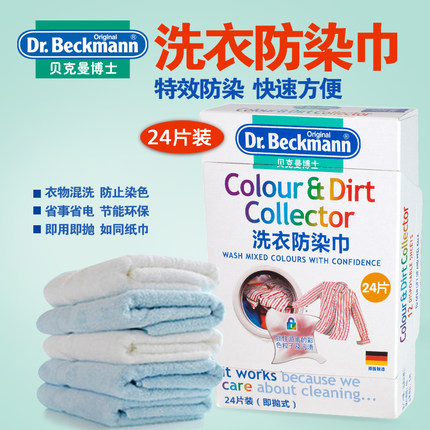 Original
Dr. Beckmann
贝克曼博士
洗衣防染巾
特效防染 快速方便
24片装
衣物混洗 防止染色
省事省电 节能环保
即用即抛 如同纸巾
Original
Dr. Beckmann
贝克曼博士
Colour & Dirt
Collector
洗衣防染巾
WASH MIXED COLOURS WITH CONFIDENCE
24片
it works because we
care about cleaning...
24片装（即抛式）
Colour & Dirt Collector
12 DISPOSABLE SHEETS